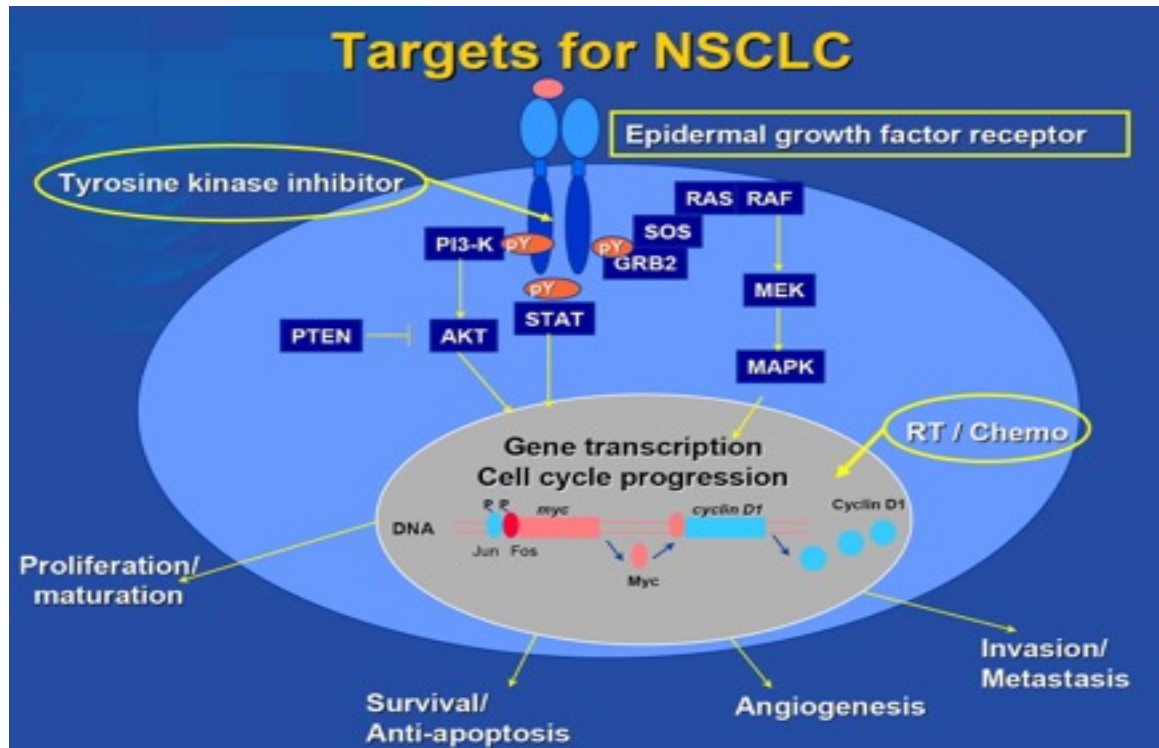 Targets for NSCLC
Epidermal growth factor receptor
Tyrosine kinase inhibitor
RAS RAF
SOS
PI3-K pY
pY
GRB2
pY
MEK
STAT
PTEN
AKT
MAPK
RT / Chemo
Gene transcription
Cell cycle progression
P P
myc
cyclin D1
Cyclin D1
DNA
Jun Fos
Myc
Proliferation/
maturation
Invasion/
Metastasis
Survival/
Anti-apoptosis
Angiogenesis